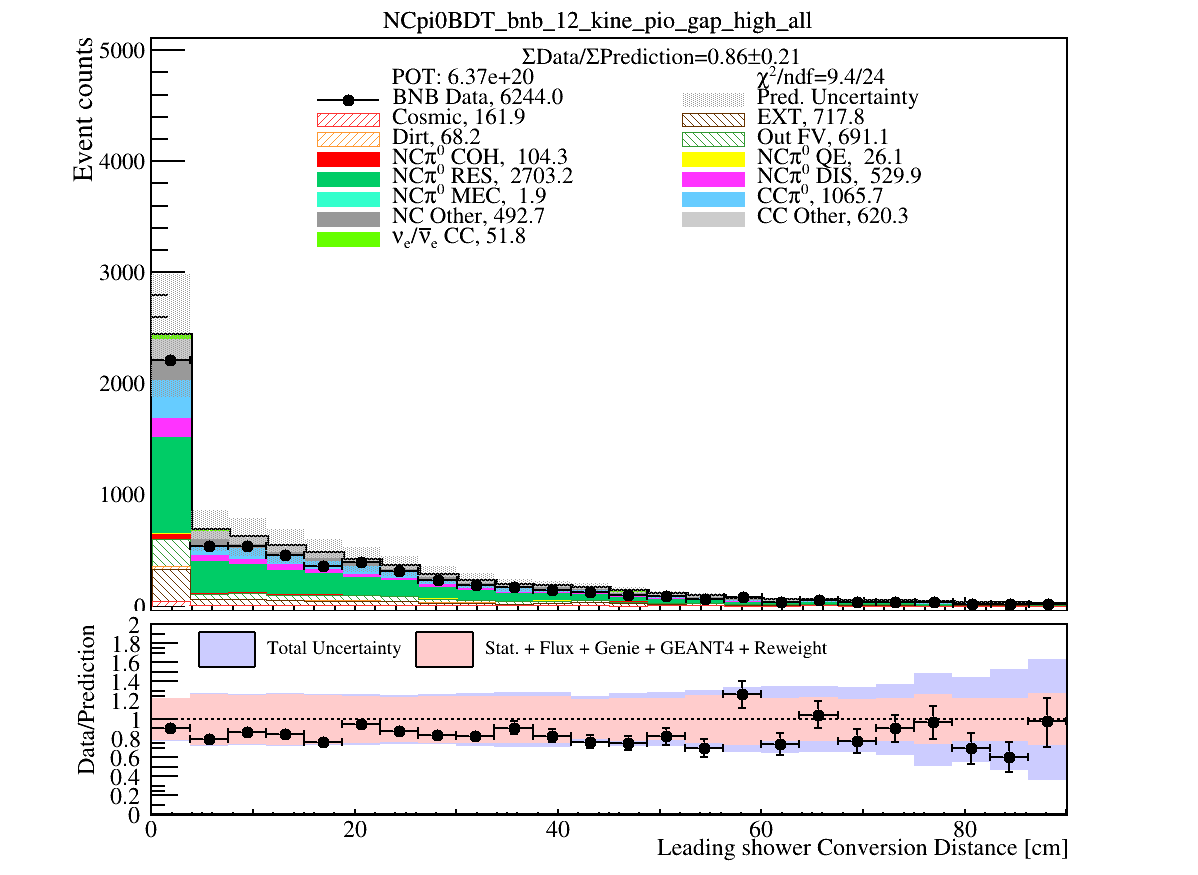 NCpi0BDT_bnb_12_kine_pio_gap_high_all
ΣData/ΣPrediction=0.86±0.21
POT: 6.37e+20
χ²/ndf=9.4/24
BNB Data, 6244.0
Pred. Uncertainty
Cosmic, 161.9
EXT, 717.8
Dirt, 68.2
Out FV, 691.1
NCπ⁰ COH, 104.3
NCπ⁰ QE, 26.1
NCπ⁰ RES, 2703.2
NCπ⁰ DIS, 529.9
NCπ⁰ MEC, 1.9
CCπ⁰, 1065.7
NC Other, 492.7
CC Other, 620.3
νₑ/ν̅ₑ CC, 51.8
Event counts
5000
4000
3000
2000
1000
0
Total Uncertainty
Stat. + Flux + Genie + GEANT4 + Reweight
Data/Prediction
2
1.8
1.6
1.4
1.2
1
0.8
0.6
0.4
0.2
0
0 20 40 60 80
Leading shower Conversion Distance [cm]